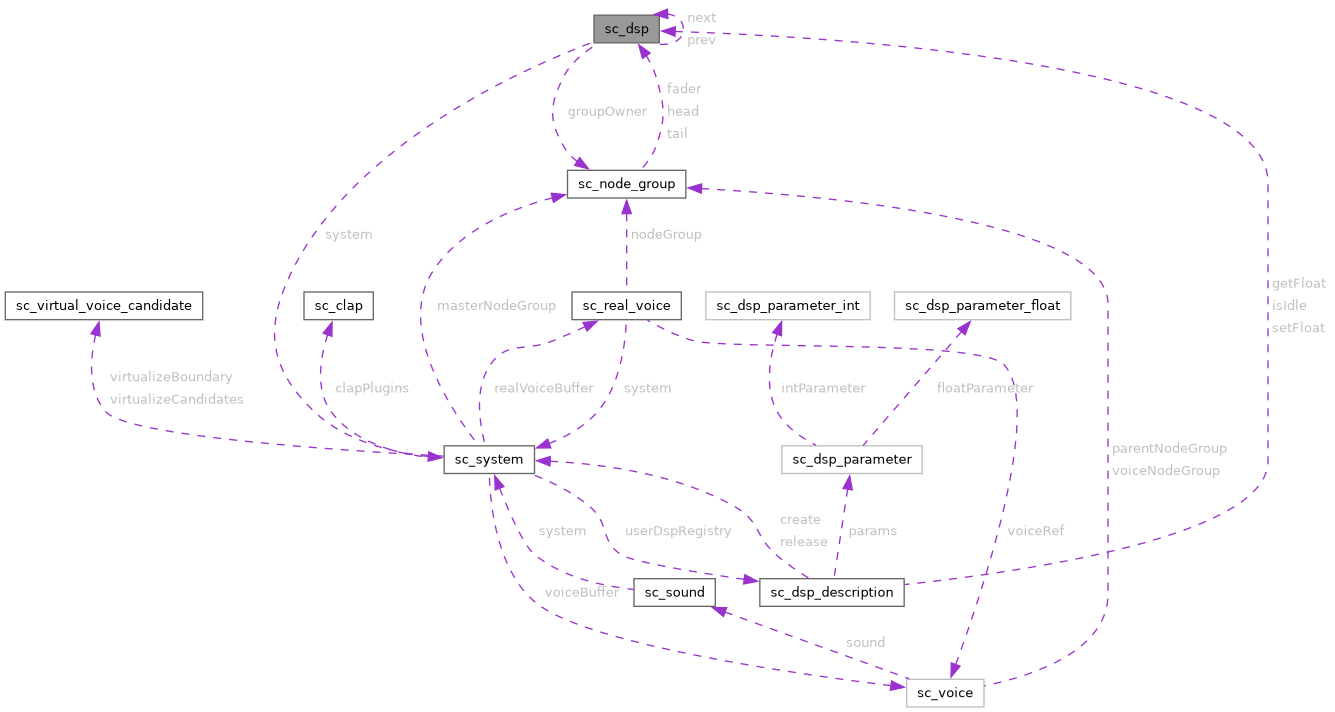 sc_dsp
next
prev
fader
head
tail
groupOwner
sc_node_group
system
nodeGroup
getFloat
isIdle
setFloat
masterNodeGroup
sc_virtual_voice_candidate
sc_clap
sc_real_voice
sc_dsp_parameter_int
sc_dsp_parameter_float
virtualizeBoundary
virtualizeCandidates
clapPlugins
realVoiceBuffer
system
intParameter
floatParameter
parentNodeGroup
voiceNodeGroup
sc_system
sc_dsp_parameter
system
userDspRegistry
create
release
params
voiceRef
voiceBuffer
sc_sound
sc_dsp_description
sound
sc_voice